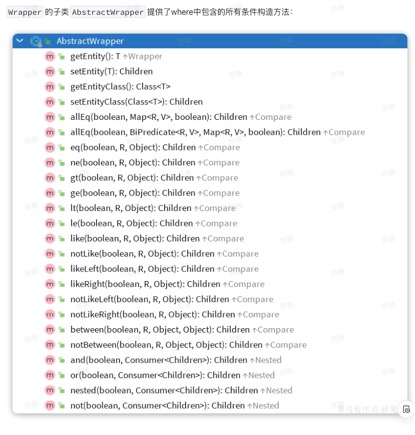 Wrapper 的子类 AbstractWrapper 提供了where中包含的所有条件构造方法：
AbstractWrapper
getEntity(): T ↑Wrapper
setEntity(T): Children
getEntityClass(): Class<T>
setEntityClass(Class<T>): Children
allEq(boolean, Map<R, V>, boolean): Children ↑Compare
allEq(boolean, BiPredicate<R, V>, Map<R, V>, boolean): Children ↑Compare
eq(boolean, R, Object): Children ↑Compare
ne(boolean, R, Object): Children ↑Compare
gt(boolean, R, Object): Children ↑Compare
ge(boolean, R, Object): Children ↑Compare
lt(boolean, R, Object): Children ↑Compare
le(boolean, R, Object): Children ↑Compare
like(boolean, R, Object): Children ↑Compare
notLike(boolean, R, Object): Children ↑Compare
likeLeft(boolean, R, Object): Children ↑Compare
likeRight(boolean, R, Object): Children ↑Compare
notLikeLeft(boolean, R, Object): Children ↑Compare
notLikeRight(boolean, R, Object): Children ↑Compare
between(boolean, R, Object, Object): Children ↑Compare
notBetween(boolean, R, Object, Object): Children ↑Compare
and(boolean, Consumer<Children>): Children ↑Nested
or(boolean, Consumer<Children>): Children ↑Nested
nested(boolean, Consumer<Children>): Children ↑Nested
not(boolean, Consumer<Children>): Children ↑Nested